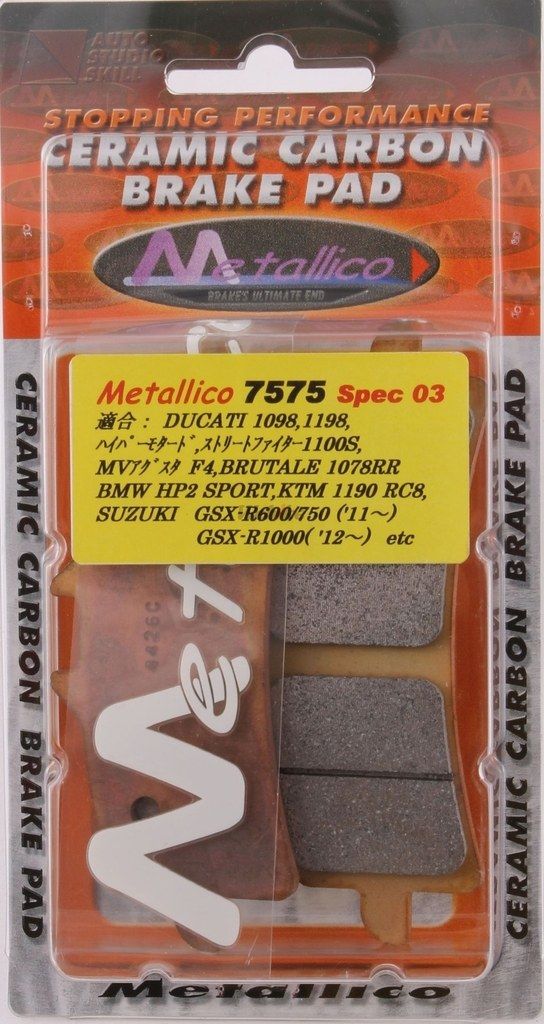 AUTO
STUDIO
SKILL
STOPPING PERFORMANCE
CERAMIC CARBON
BRAKE PAD
Metallico
BRAKE'S ULTIMATE END
Metallico 7575 Spec 03
適合： DUCATI 1098,1198,
ﾊｲﾊﾟｰﾓﾀｰﾄﾞ,ｽﾄﾘｰﾄﾌｧｲﾀｰ1100S,
MVｱｸﾞｽﾀ F4,BRUTALE 1078RR
BMW HP2 SPORT,KTM 1190 RC8,
SUZUKI GSX-R600/750 ('11～)
GSX-R1000( '12～) etc
CERAMIC CARBON BRAKE PAD
CERAMIC CARBON BRAKE PAD
8426C
Met
Metallico